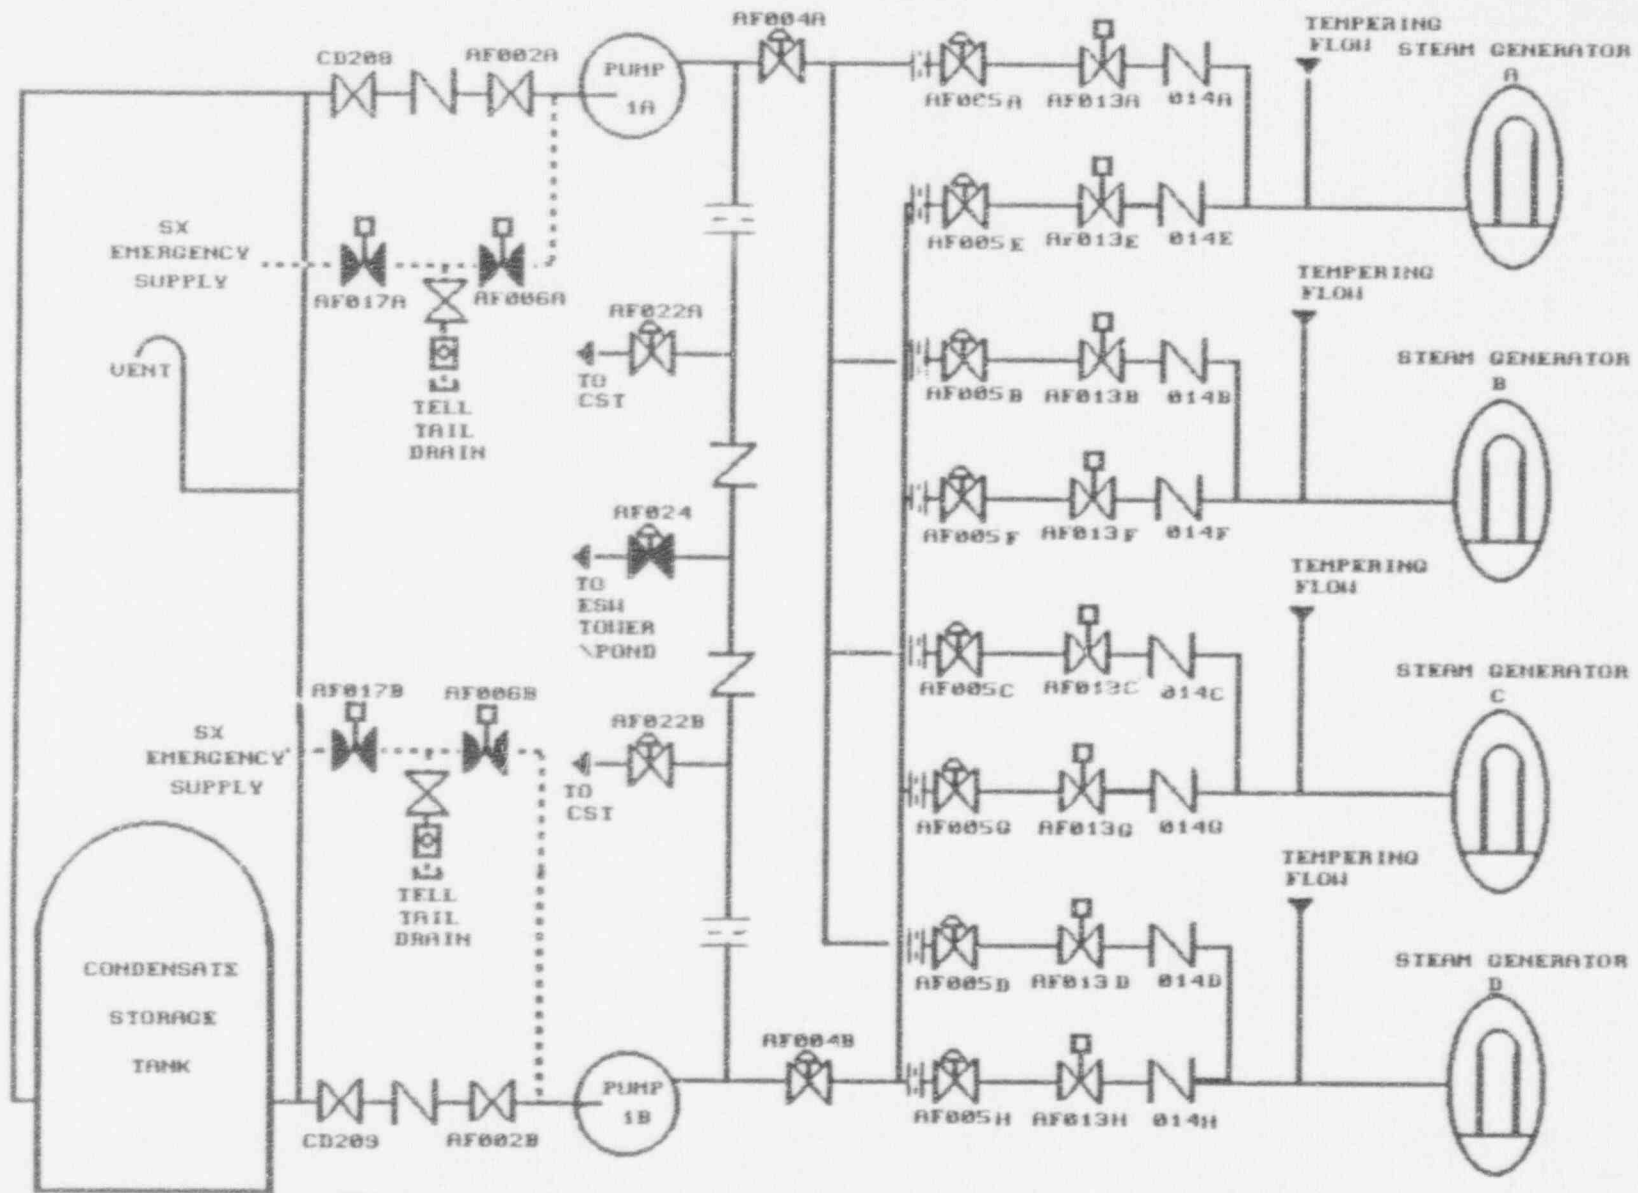 AF004A
TEMPERING
FLOW
STEAM GENERATOR
A
CD208
AF002A
PUMP
1A
AF005A
AF013A
014A
SX
EMERGENCY
SUPPLY
AF017A
AF006A
AF005E
AF013E
014E
TEMPERING
FLOW
VENT
TELL
TAIL
DRAIN
AF022A
TO
CST
STEAM GENERATOR
B
AF005B
AF013B
014B
AF024
TO
ESW
TOWER
\POND
AF005F
AF013F
014F
TEMPERING
FLOW
AF017B
AF006B
SX
EMERGENCY
SUPPLY
AF022B
TO
CST
AF005C
AF013C
014C
STEAM GENERATOR
C
AF005G
AF013G
014G
TELL
TAIL
DRAIN
TEMPERING
FLOW
CONDENSATE
STORAGE
TANK
AF005D
AF013D
014D
STEAM GENERATOR
D
AF004B
PUMP
1B
CD209
AF002B
AF005H
AF013H
014H